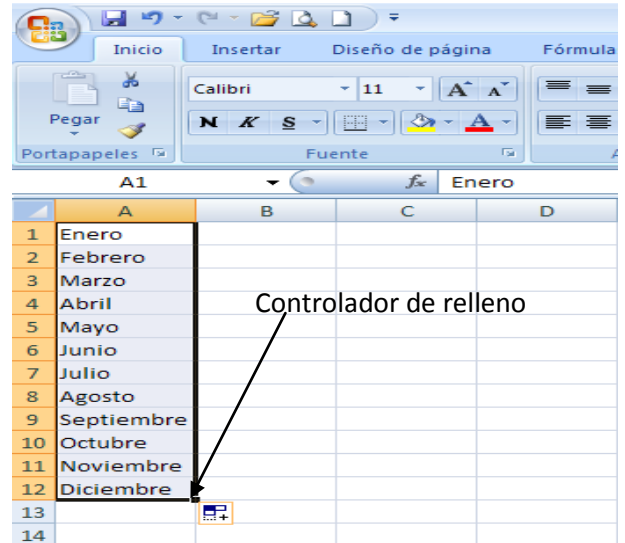 Inicio Insertar Diseño de página Fórmula
Calibri 11 A A
Pegar
N K S A
Portapapeles Fuente A
A1 fx Enero
A B C D
1 Enero
2 Febrero
3 Marzo
4 Abril Controlador de relleno
5 Mayo
6 Junio
7 Julio
8 Agosto
9 Septiembre
10 Octubre
11 Noviembre
12 Diciembre
13
14